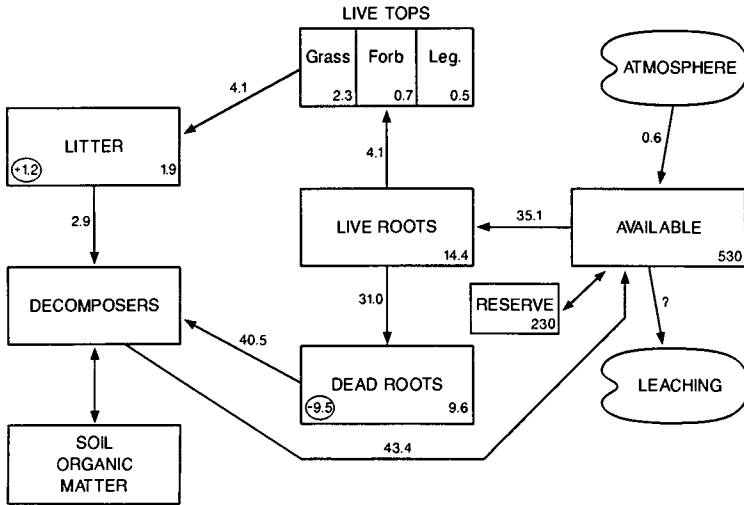 LIVE TOPS
Grass Forb Leg.
2.3 0.7 0.5
ATMOSPHERE
4.1
0.6
LITTER
+1.2 1.9
4.1
2.9
LIVE ROOTS
14.4
35.1
AVAILABLE
530
DECOMPOSERS
31.0
RESERVE
230
?
40.5
DEAD ROOTS
-9.5 9.6
LEACHING
SOIL
ORGANIC
MATTER
43.4